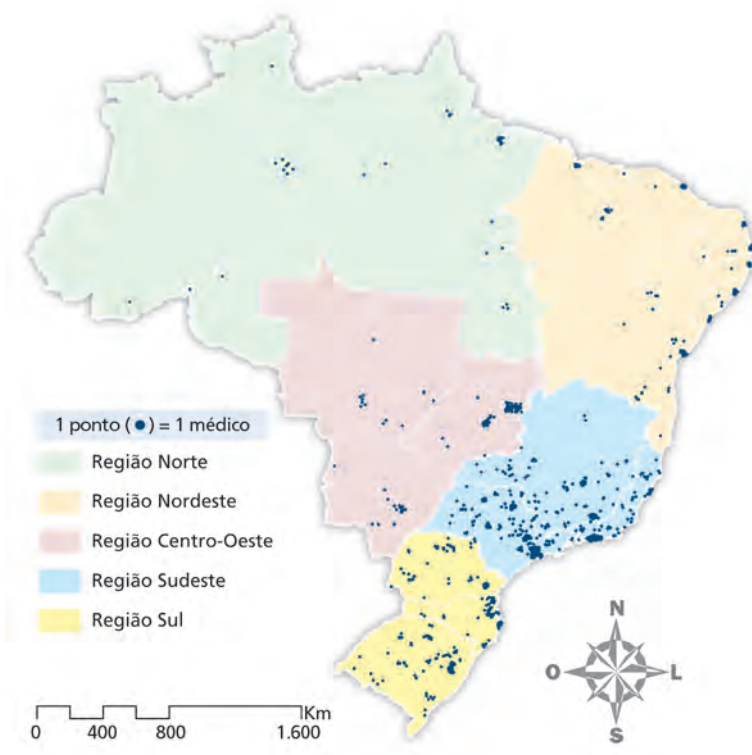 1 ponto (●) = 1 médico
Região Norte
Região Nordeste
Região Centro-Oeste
Região Sudeste
Região Sul
Km
0 400 800 1.600
N
O L
S